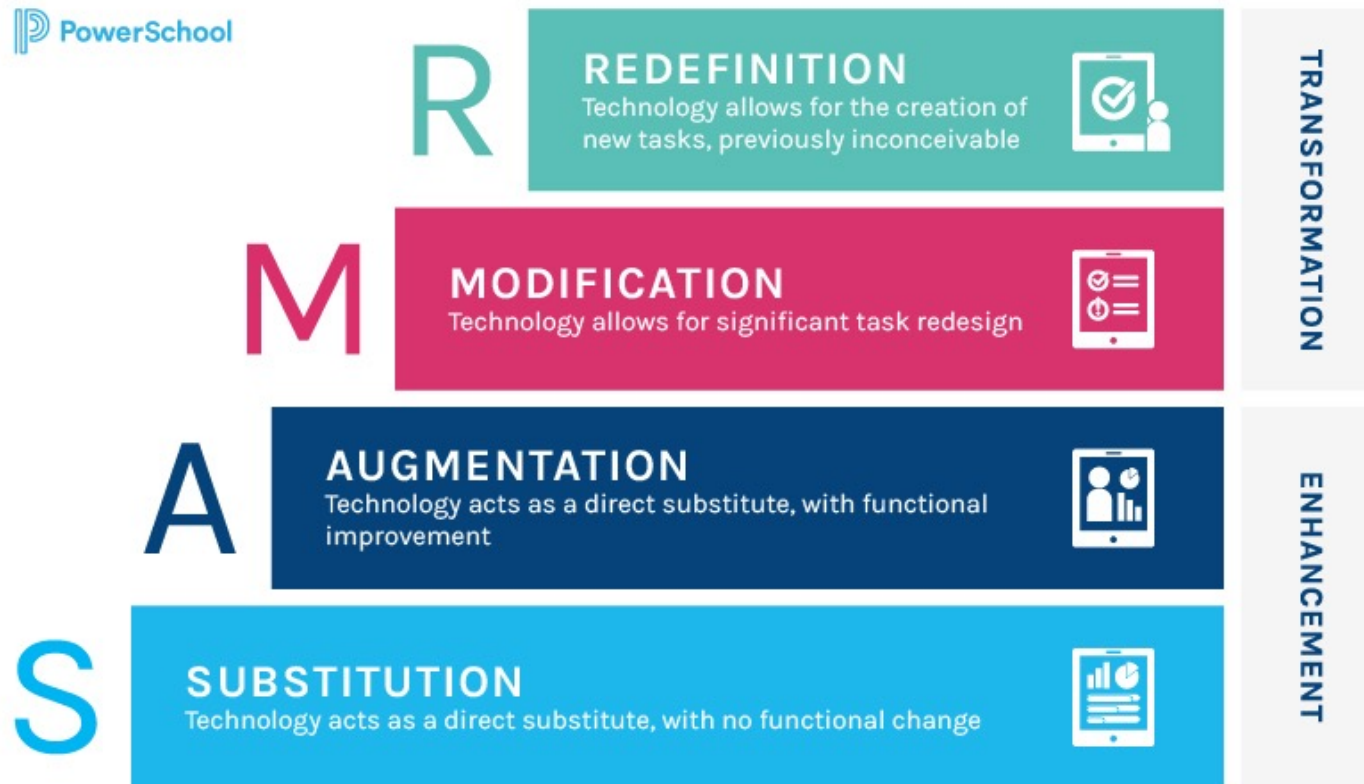 PowerSchool
R
REDEFINITION
Technology allows for the creation of
new tasks, previously inconceivable
M
MODIFICATION
Technology allows for significant task redesign
TRANSFORMATION
A
AUGMENTATION
Technology acts as a direct substitute, with functional
improvement
S
SUBSTITUTION
Technology acts as a direct substitute, with no functional change
ENHANCEMENT